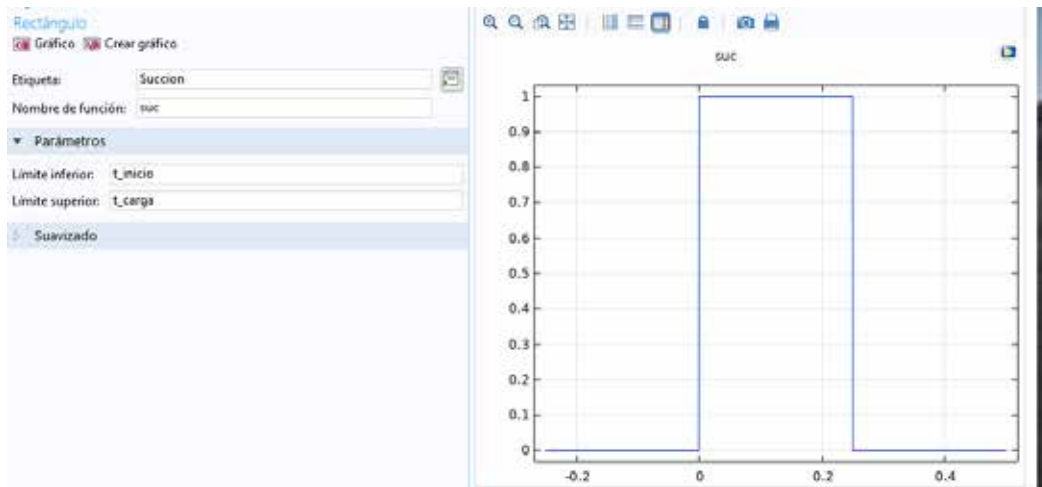 Rectángulo
Gráfico Crear gráfico
Etiqueta: Succion
Nombre de función: suc
Parámetros
Límite inferior: t_inicio
Límite superior: t_carga
Suavizado
suc
1
0.9
0.8
0.7
0.6
0.5
0.4
0.3
0.2
0.1
0
-0.2 0 0.2 0.4